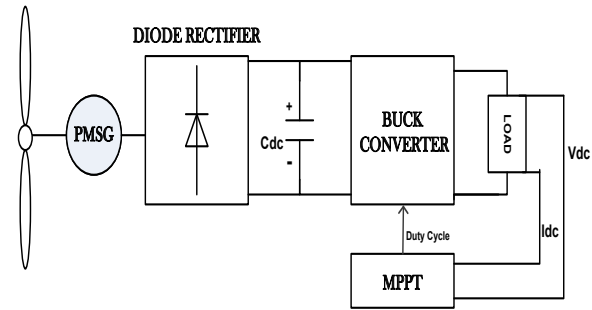 DIODE RECTIFIER
PMSG
+
Cdc
-
BUCK
CONVERTER
LOAD
Vdc
Idc
Duty Cycle
MPPT